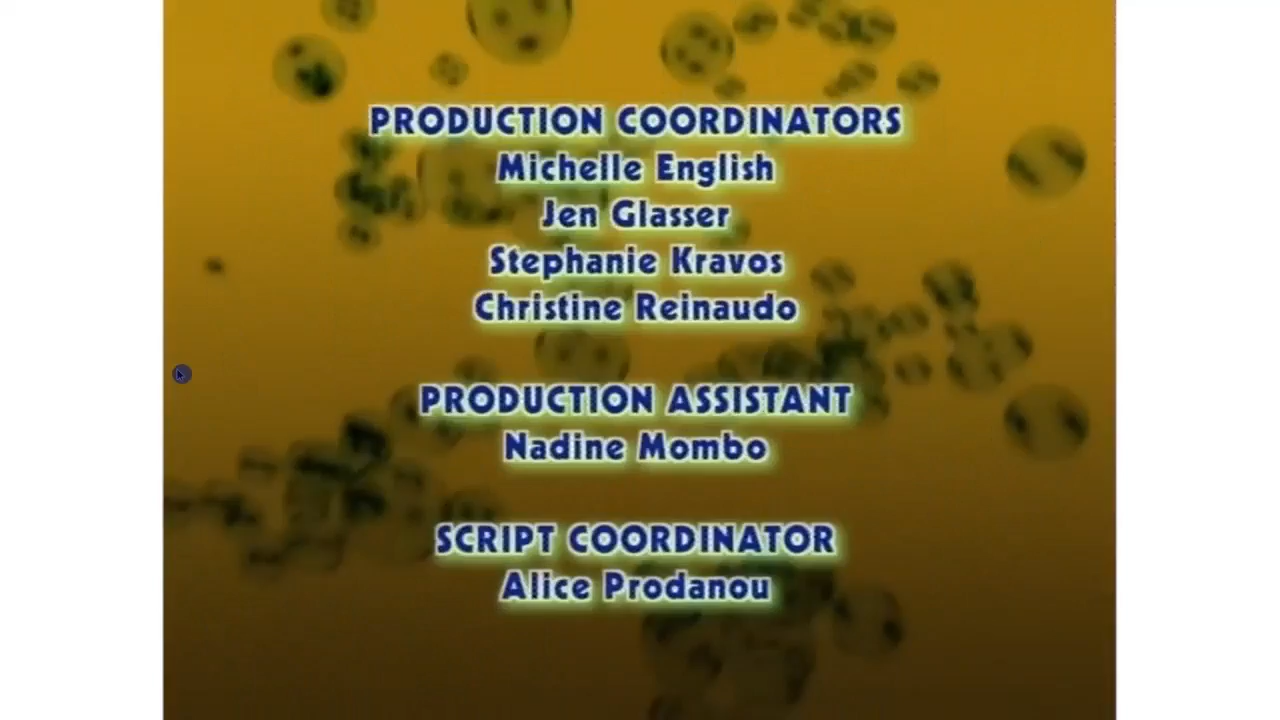 PRODUCTION COORDINATORS
Michelle English
Jen Glasser
Stephanie Kravos
Christine Reinaudo
PRODUCTION ASSISTANT
Nadine Mombo
SCRIPT COORDINATOR
Alice Prodanou